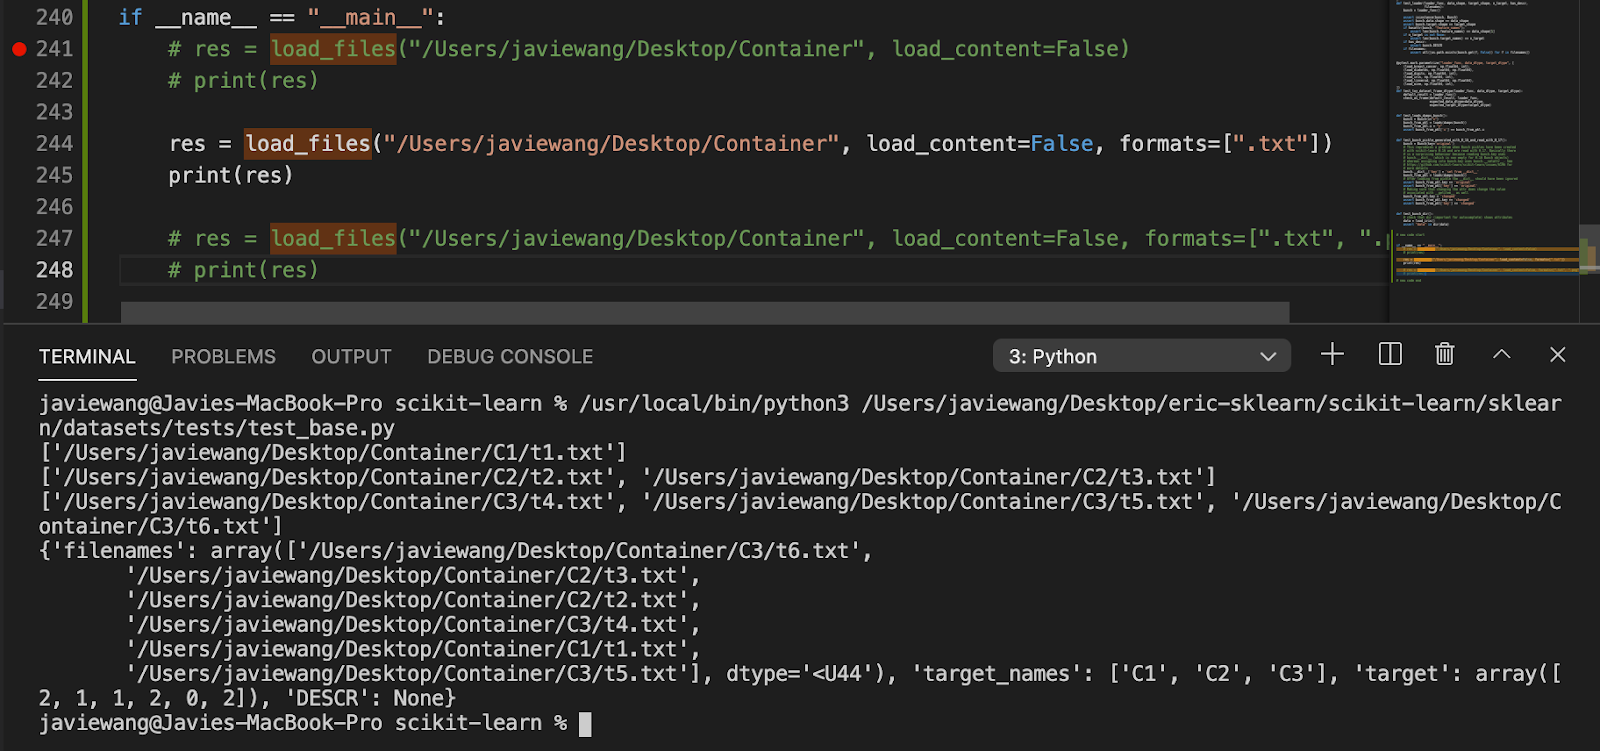 240 if __name__ == "__main__":
241 # res = load_files("/Users/javiewang/Desktop/Container", load_content=False)
242 # print(res)
243
244 res = load_files("/Users/javiewang/Desktop/Container", load_content=False, formats=[".txt"])
245 print(res)
246
247 # res = load_files("/Users/javiewang/Desktop/Container", load_content=False, formats=[".txt", ".
248 # print(res)
249
TERMINAL PROBLEMS OUTPUT DEBUG CONSOLE 3: Python
javiewang@Javies-MacBook-Pro scikit-learn % /usr/local/bin/python3 /Users/javiewang/Desktop/eric-sklearn/scikit-learn/sklear
n/datasets/tests/test_base.py
['/Users/javiewang/Desktop/Container/C1/t1.txt']
['/Users/javiewang/Desktop/Container/C2/t2.txt', '/Users/javiewang/Desktop/Container/C2/t3.txt']
['/Users/javiewang/Desktop/Container/C3/t4.txt', '/Users/javiewang/Desktop/Container/C3/t5.txt', '/Users/javiewang/Desktop/C
ontainer/C3/t6.txt']
{'filenames': array(['/Users/javiewang/Desktop/Container/C3/t6.txt',
'/Users/javiewang/Desktop/Container/C2/t3.txt',
'/Users/javiewang/Desktop/Container/C2/t2.txt',
'/Users/javiewang/Desktop/Container/C3/t4.txt',
'/Users/javiewang/Desktop/Container/C1/t1.txt',
'/Users/javiewang/Desktop/Container/C3/t5.txt'], dtype='<U44'), 'target_names': ['C1', 'C2', 'C3'], 'target': array([
2, 1, 1, 2, 0, 2]), 'DESCR': None}
javiewang@Javies-MacBook-Pro scikit-learn %